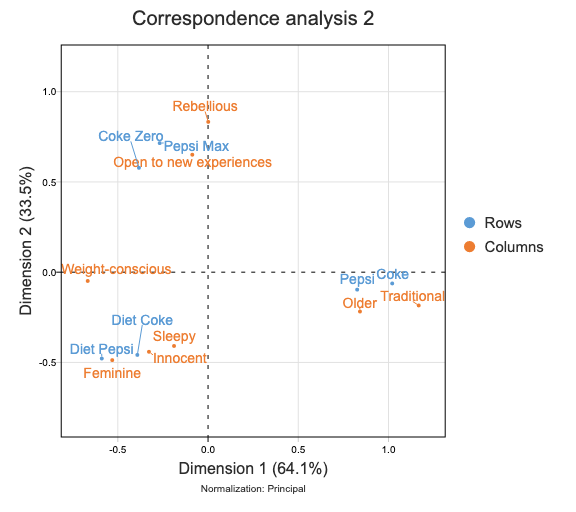 Correspondence analysis 2
Dimension 2 (33.5%)
1.0
0.5
0.0
-0.5
Rebellious
Coke Zero
Pepsi Max
Open to new experiences
Weight-conscious
Pepsi
Coke
Older
Traditional
Diet Coke
Sleepy
Diet Pepsi
Innocent
Feminine
Rows
Columns
-0.5
0.0
0.5
1.0
Dimension 1 (64.1%)
Normalization: Principal